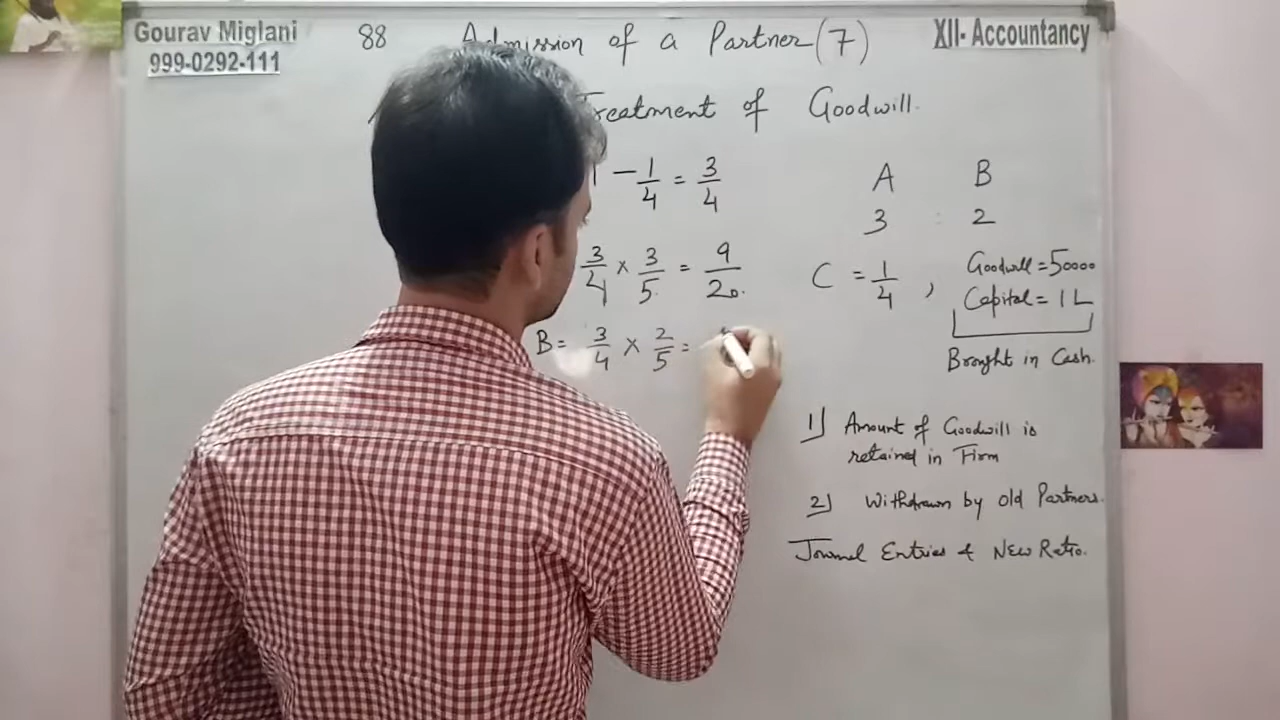 Gourav Miglani
999-0292-111
88 Admission of a Partner (7)
XII- Accountancy
Treatment of Goodwill.
1 - 1/4 = 3/4
3/4 × 3/5 = 9/20.
B = 3/4 × 2/5 =
A B
3 : 2
C = 1/4 , Goodwill = 50000
Capital = 1 L
Brought in Cash.
1) Amount of Goodwill is
retained in Firm
2) Withdrawn by old Partners.
Journal Entries & New Ratio.